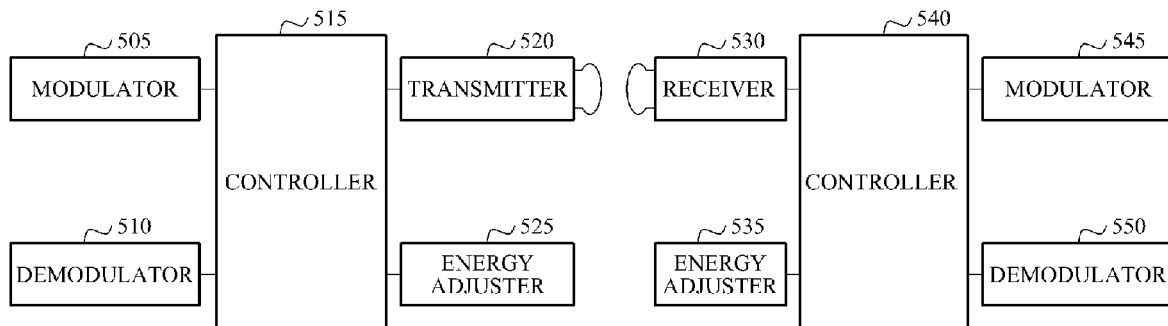 515
540
505
520
530
545
MODULATOR
TRANSMITTER
RECEIVER
MODULATOR
CONTROLLER
CONTROLLER
510
525
535
550
DEMODULATOR
ENERGY
ADJUSTER
ENERGY
ADJUSTER
DEMODULATOR